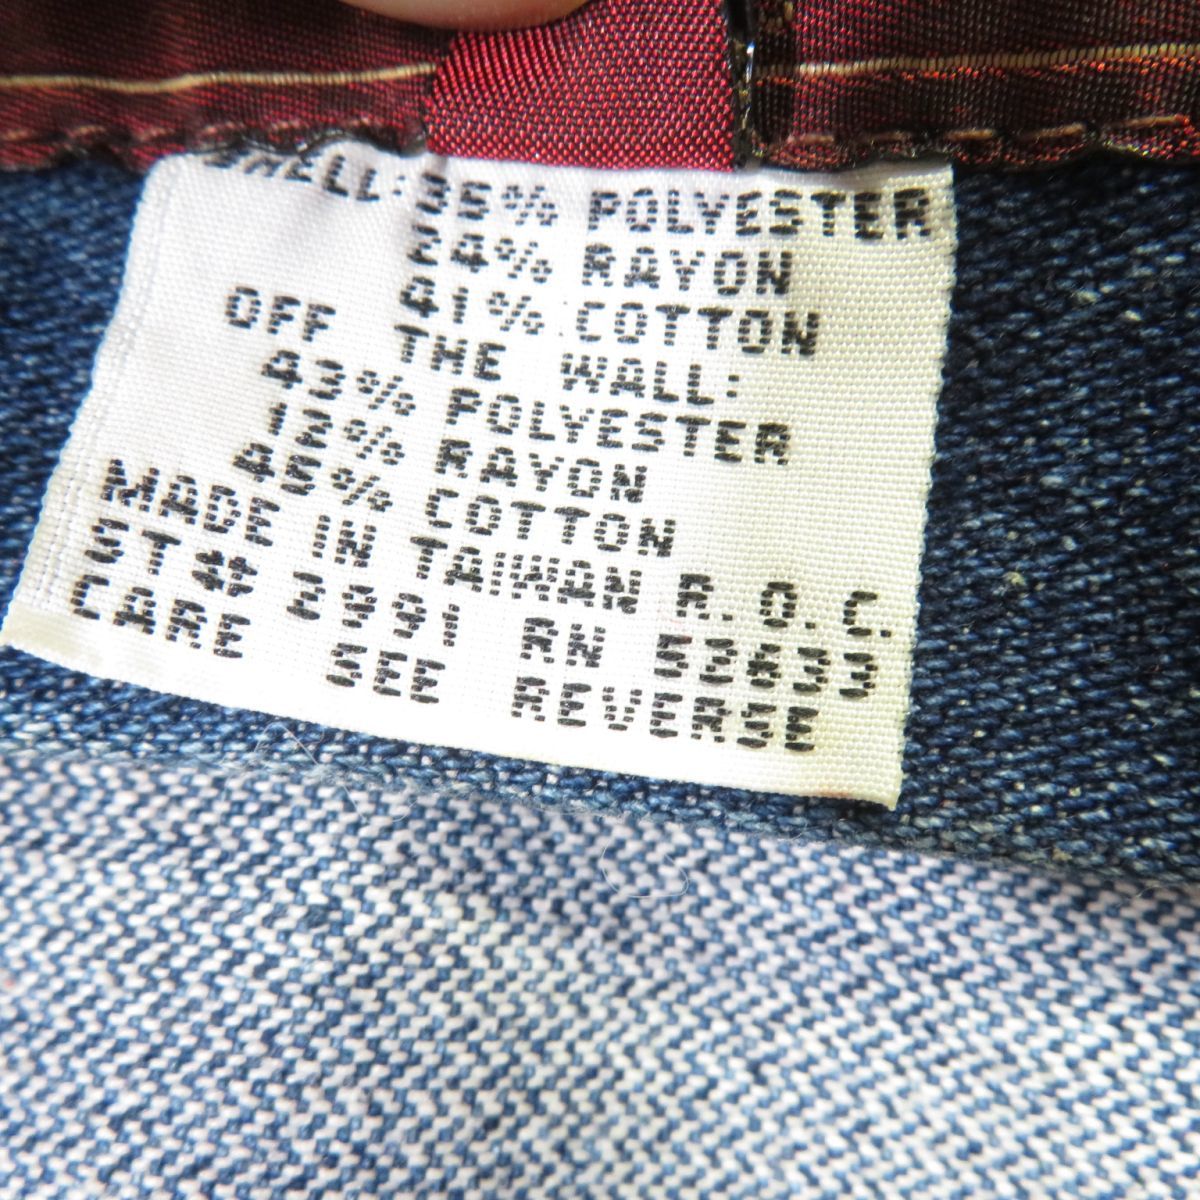 SHELL: 35% POLYESTER
24% RAYON
41% COTTON
OFF THE WALL:
43% POLYESTER
12% RAYON
45% COTTON
MADE IN TAIWAN R.O.C.
ST# 2991 RN 52633
CARE SEE REVERSE